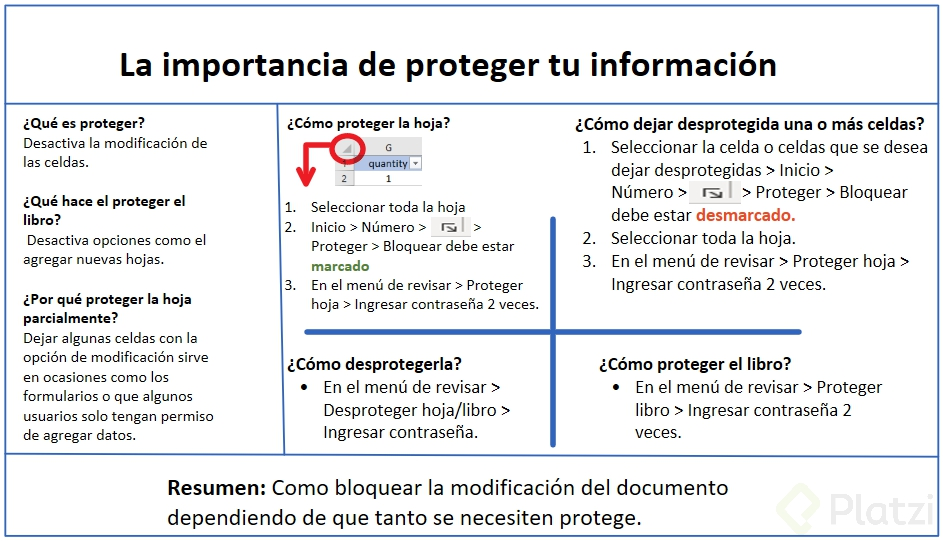 La importancia de proteger tu información
¿Qué es proteger?
Desactiva la modificación de
las celdas.
¿Qué hace el proteger el
libro?
Desactiva opciones como el
agregar nuevas hojas.
¿Por qué proteger la hoja
parcialmente?
Dejar algunas celdas con la
opción de modificación sirve
en ocasiones como los
formularios o que algunos
usuarios solo tengan permiso
de agregar datos.
¿Cómo proteger la hoja?
G
1 quantity
2 1
1. Seleccionar toda la hoja
2. Inicio > Número > >
Proteger > Bloquear debe estar
marcado
3. En el menú de revisar > Proteger
hoja > Ingresar contraseña 2 veces.
¿Cómo dejar desprotegida una o más celdas?
1. Seleccionar la celda o celdas que se desea
dejar desprotegidas > Inicio >
Número > > Proteger > Bloquear
debe estar desmarcado.
2. Seleccionar toda la hoja.
3. En el menú de revisar > Proteger hoja >
Ingresar contraseña 2 veces.
¿Cómo desprotegerla?
• En el menú de revisar >
Desproteger hoja/libro >
Ingresar contraseña.
¿Cómo proteger el libro?
• En el menú de revisar > Proteger
libro > Ingresar contraseña 2
veces.
Resumen: Como bloquear la modificación del documento
dependiendo de que tanto se necesiten protege.
Platzi